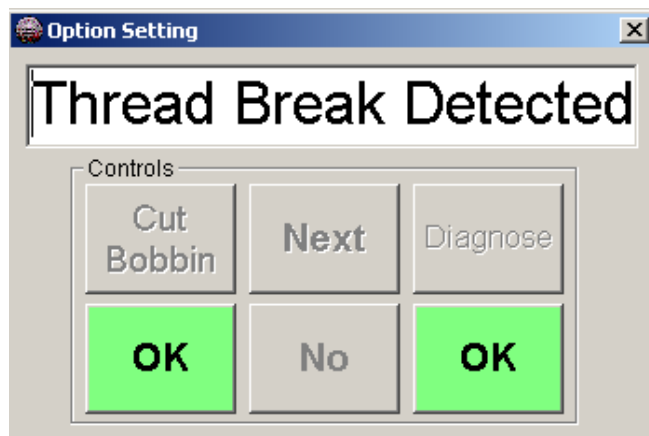 Option Setting
Thread Break Detected
Controls
Cut
Bobbin
Next
Diagnose
OK
No
OK